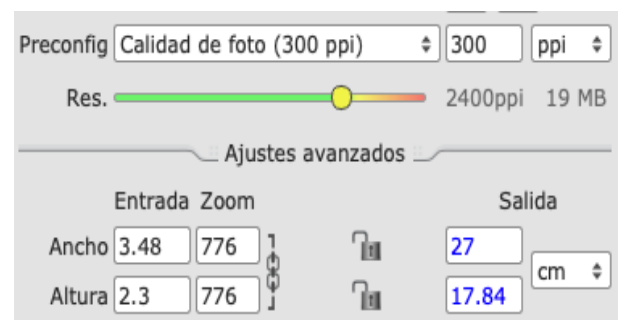 Preconfig Calidad de foto (300 ppi) 300 ppi
Res. 2400ppi 19 MB
Ajustes avanzados
Entrada Zoom Salida
Ancho 3.48 776 27
cm
Altura 2.3 776 17.84